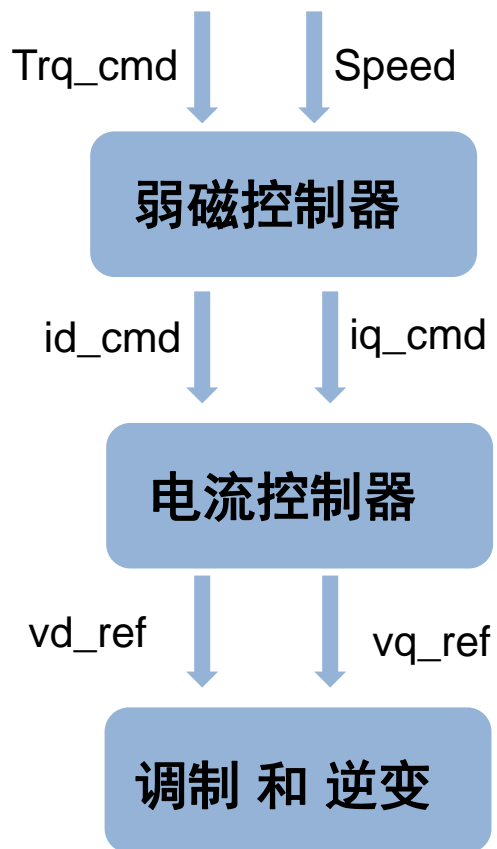 Trq_cmd
Speed
弱磁控制器
id_cmd
iq_cmd
电流控制器
vd_ref
vq_ref
调制 和 逆变